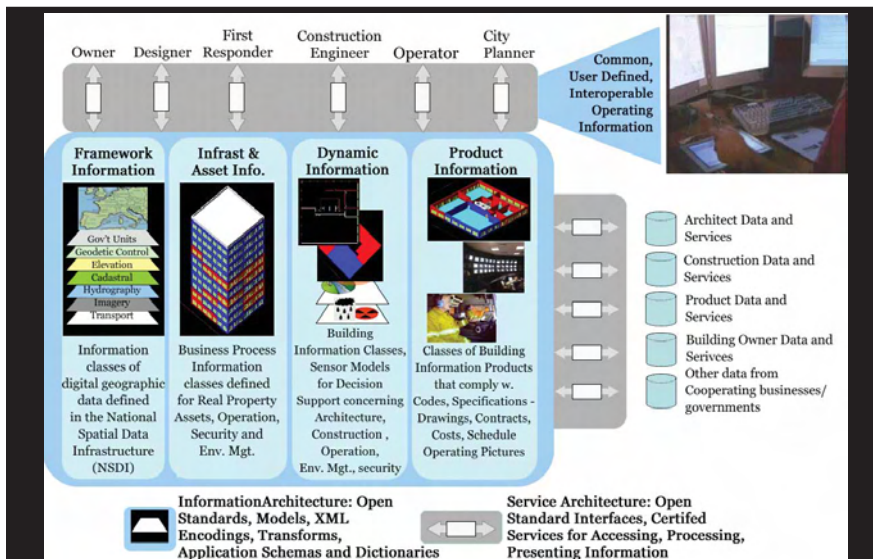 Owner
Designer
First
Responder
Construction
Engineer
Operator
City
Planner
Common,
User Defined,
Interoperable
Operating
Information
Framework
Information
Gov't Units
Geodetic Control
Elevation
Cadastral
Hydrography
Imagery
Transport
Information
classes of
digital geographic
data defined
in the National
Spatial Data
Infrastructure
(NSDI)
Infrast &
Asset Info.
Business Process
Information
classes defined
for Real Property
Assets, Operation,
Security and
Env. Mgt.
Dynamic
Information
Building
Information Classes,
Sensor Models
for Decision
Support concerning
Architecture,
Construction ,
Operation,
Env. Mgt., security
Product
Information
Classes of Building
Information Products
that comply w.
Codes, Specifications -
Drawings, Contracts,
Costs, Schedule
Operating Pictures
Architect Data and
Services
Construction Data and
Services
Product Data and
Services
Building Owner Data and
Serivces
Other data from
Cooperating businesses/
governments
InformationArchitecture: Open
Standards, Models, XML
Encodings, Transforms,
Application Schemas and Dictionaries
Service Architecture: Open
Standard Interfaces, Certifed
Services for Accessing, Processing,
Presenting Information